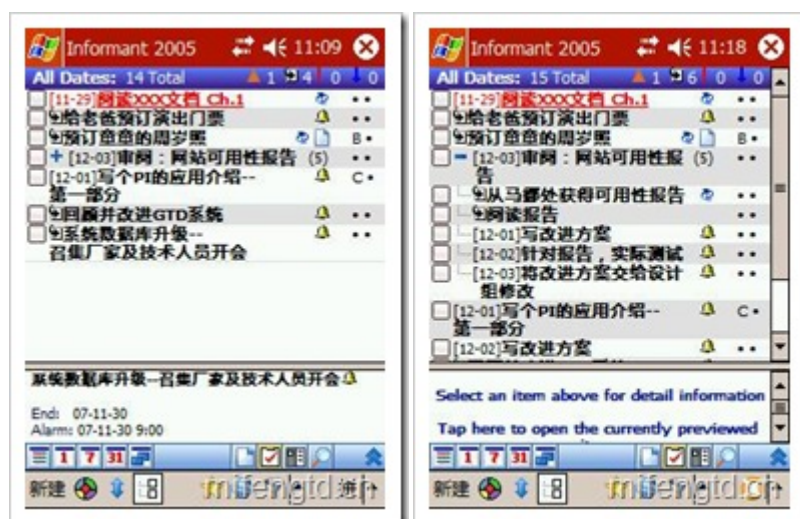 Informant 2005 11:09
All Dates: 14 Total 1 4 0 0
[11-29]阅读XXX文档 Ch.1
给老爸预订演出门票
预订童童的周岁照 B
[12-03]审阅：网站可用性报告 (5)
[12-01]写个PI的应用介绍-- C
第一部分
回顾并改进GTD系统
系统数据库升级--
召集厂家及技术人员开会
系统数据库升级--召集厂家及技术人员开会
End: 07-11-30
Alarm: 07-11-30 9:00
1 7 31
新建
Informant 2005 11:18
All Dates: 15 Total 1 6 0 0
[11-29]阅读XXX文档 Ch.1
给老爸预订演出门票
预订童童的周岁照 B
[12-03]审阅：网站可用性报 (5)
告
从马娜处获得可用性报告
阅读报告
[12-01]写改进方案
[12-02]针对报告，实际测试
[12-03]将改进方案交给设计
组修改
[12-01]写个PI的应用介绍-- C
第一部分
[12-02]写改进方案
Select an item above for detail information
Tap here to open the currently previewed
1 7 31
新建